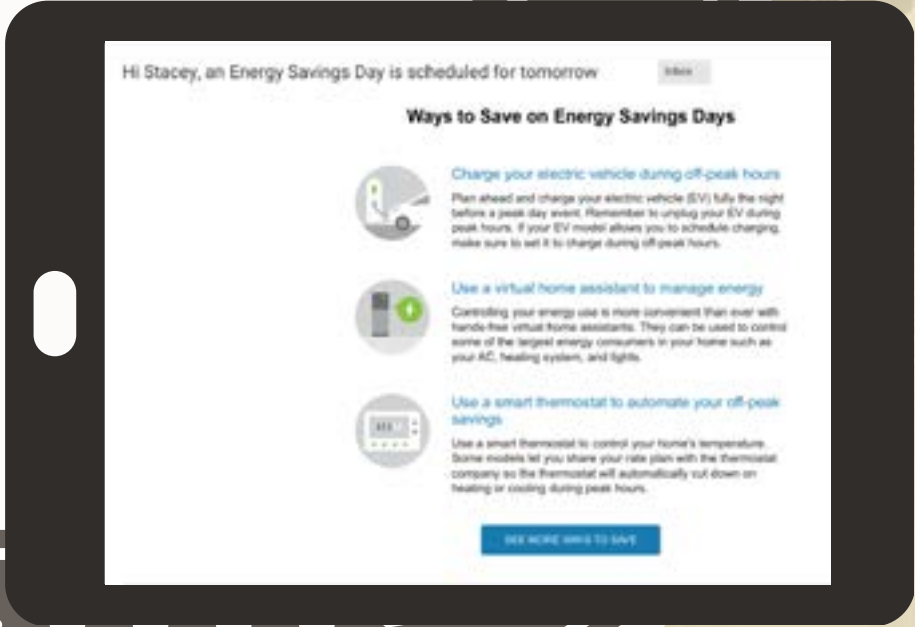 Hi Stacey, an Energy Savings Day is scheduled for tomorrow
Inbox
Ways to Save on Energy Savings Days
Charge your electric vehicle during off-peak hours
Plan ahead and charge your electric vehicle (EV) fully the night
before a peak day event. Remember to unplug your EV during
peak hours. If your EV model allows you to schedule charging,
make sure to set it to charge during off-peak hours.
Use a virtual home assistant to manage energy
Controlling your energy use is more convenient than ever with
hands-free virtual home assistants. They can be used to control
some of the largest energy consumers in your home such as
your AC, heating system, and lights.
Use a smart thermostat to automate your off-peak
savings
Use a smart thermostat to control your home's temperature.
Some models let you share your rate plan with the thermostat
company so the thermostat will automatically cut down on
heating or cooling during peak hours.
SEE MORE WAYS TO SAVE